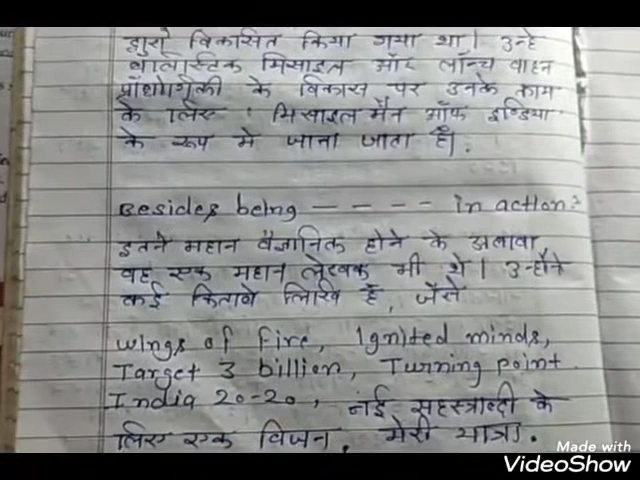 द्वारा विकसित किया गया था। उन्हे
बालिस्टिक मिसाइल और लॉन्च वाहन
प्रौधोगिकी के विकास पर उनके काम
के लिए 'मिसाइल मैन ऑफ इण्डिया
के रूप मे जाना जाता है।.
Besides being ---- in action:
इतने महान वैज्ञानिक होने के अलावा
वह एक महान लेखक भी थे। उन्होने
कई किताबे लिखि है, जैसे
Wings of Fire, Ignited minds,
Target 3 billion, Turning point
India 20-20, नई सहस्त्राब्दी के
लिए एक विजन, मेरी यात्रा.
Made with
VideoShow